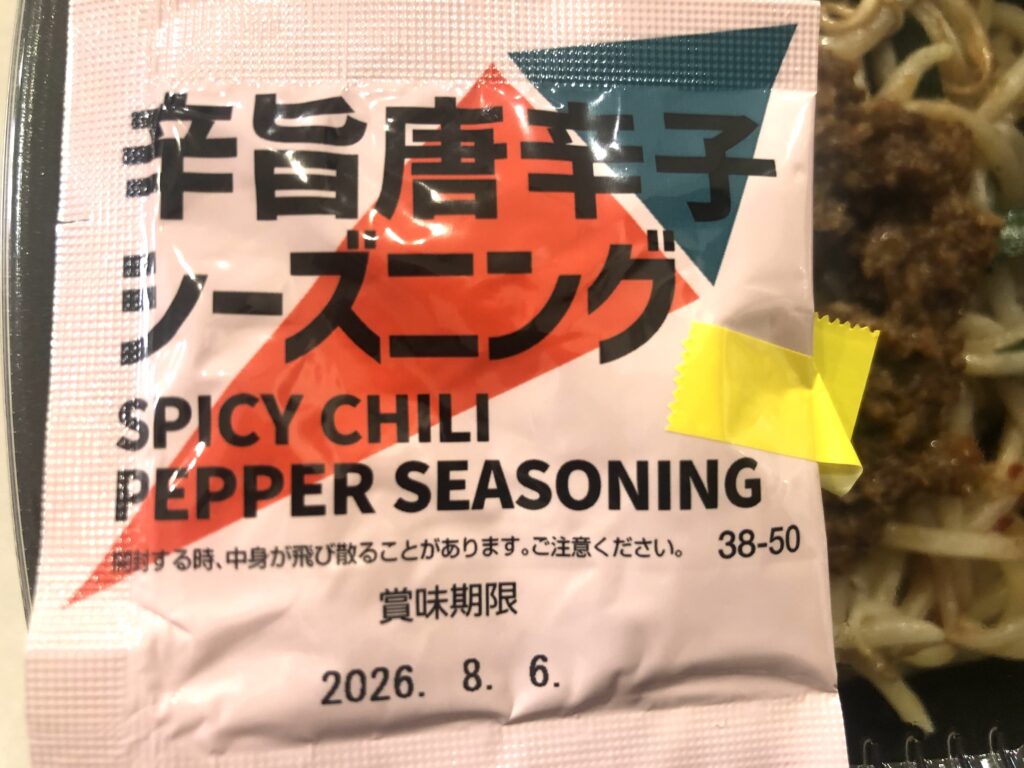 辛旨唐辛子
シーズニング
SPICY CHILI
PEPPER SEASONING
開封する時、中身が飛び散ることがあります。ご注意ください。 38-50
賞味期限
2026. 8. 6.